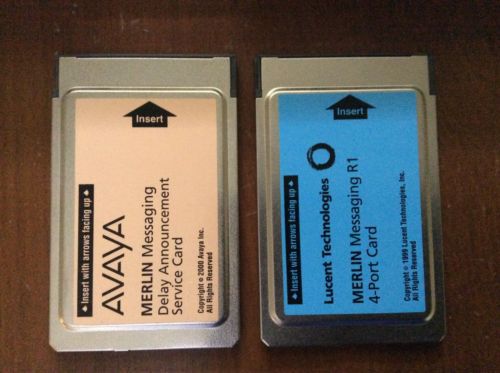 Insert
Insert with arrows facing up
AVAYA
MERLIN Messaging
Delay Announcement
Service Card
Copyright © 2000 Avaya Inc.
All Rights Reserved
Insert
Insert with arrows facing up
Lucent Technologies
MERLIN Messaging R1
4-Port Card
Copyright © 1999 Lucent Technologies, Inc.
All Rights Reserved